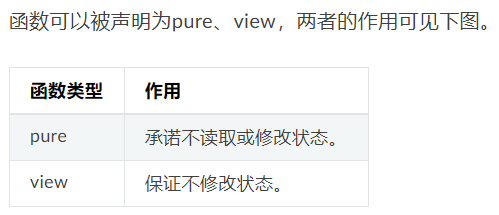 函数可以被声明为pure、view，两者的作用可见下图。
函数类型 作用
pure 承诺不读取或修改状态。
view 保证不修改状态。